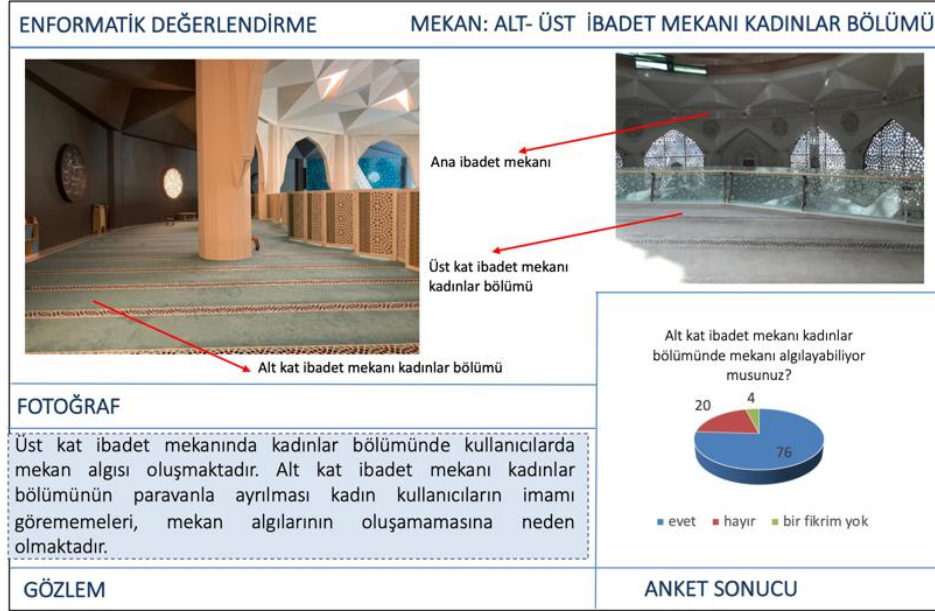 ENFORMATİK DEĞERLENDİRME
MEKAN: ALT- ÜST İBADET MEKANI KADINLAR BÖLÜMÜ
Ana ibadet mekanı
Üst kat ibadet mekanı
kadınlar bölümü
Alt kat ibadet mekanı kadınlar bölümü
FOTOĞRAF
Üst kat ibadet mekanında kadınlar bölümünde kullanıcılarda
mekan algısı oluşmaktadır. Alt kat ibadet mekanı kadınlar
bölümünün paravanla ayrılması kadın kullanıcıların imamı
görememeleri, mekan algılarının oluşamamasına neden
olmaktadır.
GÖZLEM
Alt kat ibadet mekanı kadınlar
bölümünde mekanı algılayabiliyor
musunuz?
20
4
76
evet
hayır
bir fikrim yok
ANKET SONUCU